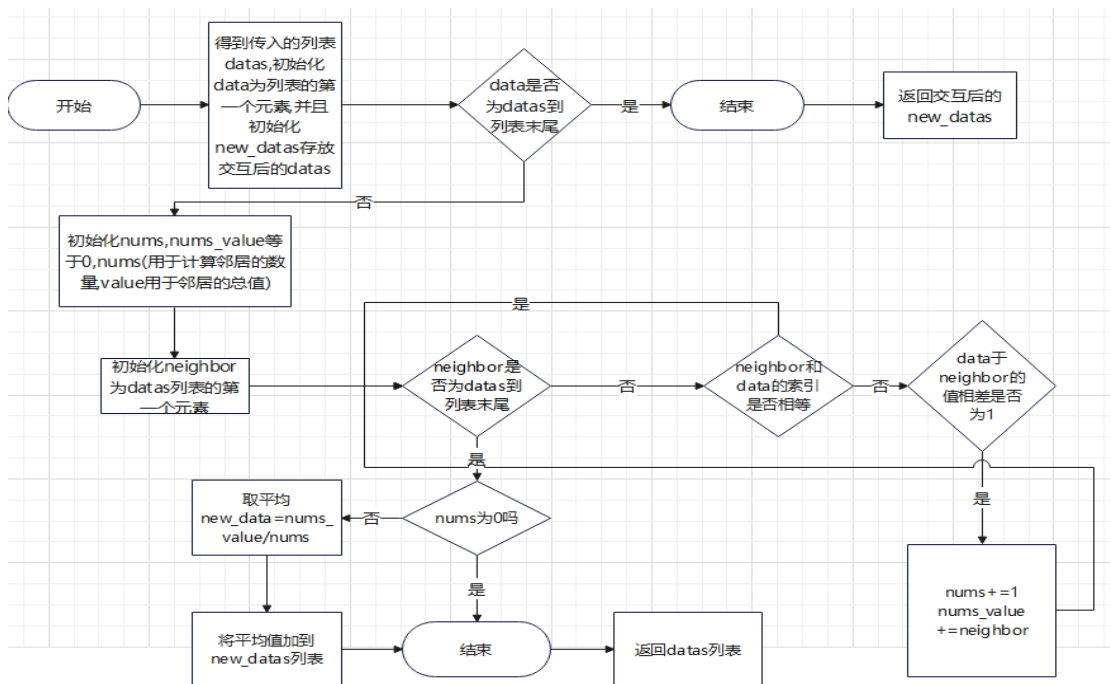 开始
得到传入的列表
datas,初始化
data为列表的第
一个元素,并且
初始化
new_datas存放
交互后的datas
data是否
为datas到
列表末尾
是
结束
返回交互后的
new_datas
否
初始化nums,nums_value等
于0,nums(用于计算邻居的数
量,value用于邻居的总值)
是
初始化neighbor
为datas列表的第
一个元素
neighbor是
否为datas到
列表末尾
否
neighbor和
data的索引
是否相等
否
data于
neighbor的
值相差是否
为1
是
是
取平均
new_data=nums_
value/nums
否
nums为0吗
是
nums+=1
nums_value
+=neighbor
将平均值加到
new_datas列表
结束
返回datas列表